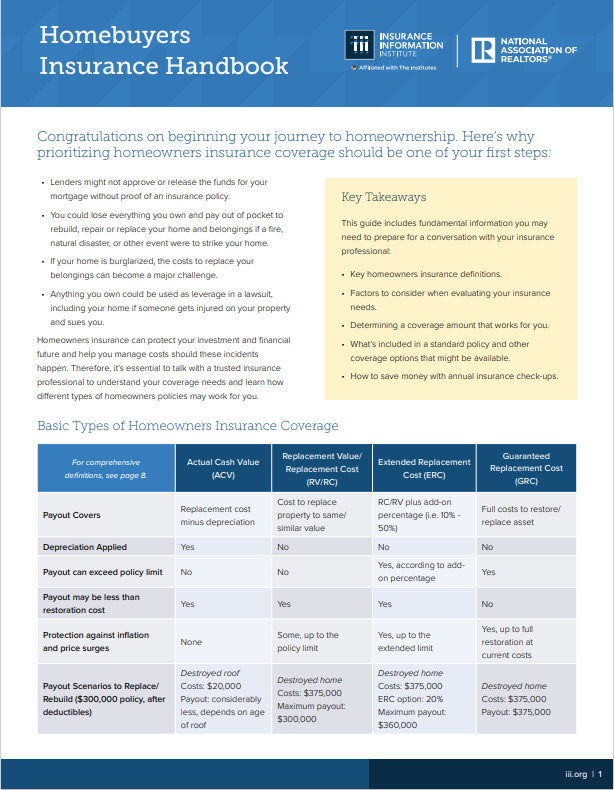 Homebuyers
Insurance Handbook
iii
INSURANCE
INFORMATION
INSTITUTE
Affiliated with The Institutes
R
REALTOR
NATIONAL
ASSOCIATION OF
REALTORS®
Congratulations on beginning your journey to homeownership. Here's why
prioritizing homeowners insurance coverage should be one of your first steps:
• Lenders might not approve or release the funds for your
mortgage without proof of an insurance policy.
• You could lose everything you own and pay out of pocket to
rebuild, repair or replace your home and belongings if a fire,
natural disaster, or other event were to strike your home.
• If your home is burglarized, the costs to replace your
belongings can become a major challenge.
• Anything you own could be used as leverage in a lawsuit,
including your home if someone gets injured on your property
and sues you.
Homeowners insurance can protect your investment and financial
future and help you manage costs should these incidents
happen. Therefore, it's essential to talk with a trusted insurance
professional to understand your coverage needs and learn how
different types of homeowners policies may work for you.
Key Takeaways
This guide includes fundamental information you may
need to prepare for a conversation with your insurance
professional:
• Key homeowners insurance definitions.
• Factors to consider when evaluating your insurance
needs.
• Determining a coverage amount that works for you.
• What's included in a standard policy and other
coverage options that might be available.
• How to save money with annual insurance check-ups.
Basic Types of Homeowners Insurance Coverage
For comprehensive
definitions, see page 8.
Actual Cash Value
(ACV)
Replacement Value/
Replacement Cost
(RV/RC)
Extended Replacement
Cost (ERC)
Guaranteed
Replacement Cost
(GRC)
Payout Covers
Replacement cost
minus depreciation
Cost to replace
property to same/
similar value
RC/RV plus add-on
percentage (i.e. 10% -
50%)
Full costs to restore/
replace asset
Depreciation Applied
Yes
No
No
No
Payout can exceed policy limit
No
No
Yes, according to add-
on percentage
Yes
Payout may be less than
restoration cost
Yes
Yes
Yes
No
Protection against inflation
and price surges
None
Some, up to the
policy limit
Yes, up to the
extended limit
Yes, up to full
restoration at
current costs
Payout Scenarios to Replace/
Rebuild ($300,000 policy, after
deductibles)
Destroyed roof
Costs: $20,000
Payout: considerably
less, depends on age
of roof
Destroyed home
Costs: $375,000
Maximum payout:
$300,000
Destroyed home
Costs: $375,000
ERC option: 20%
Maximum payout:
$360,000
Destroyed home
Costs: $375,000
Payout: $375,000
iii.org | 1